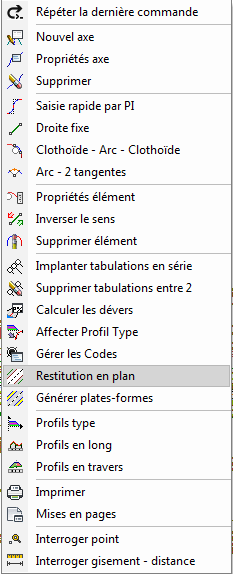 Répéter la dernière commande
Nouvel axe
Propriétés axe
Supprimer
Saisie rapide par PI
Droite fixe
Clothoïde - Arc - Clothoïde
Arc - 2 tangentes
Propriétés élément
Inverser le sens
Supprimer élément
Implanter tabulations en série
Supprimer tabulations entre 2
Calculer les dévers
Affecter Profil Type
Gérer les Codes
Restitution en plan
Générer plates-formes
Profils type
Profils en long
Profils en travers
Imprimer
Mises en pages
Interroger point
Interroger gisement - distance